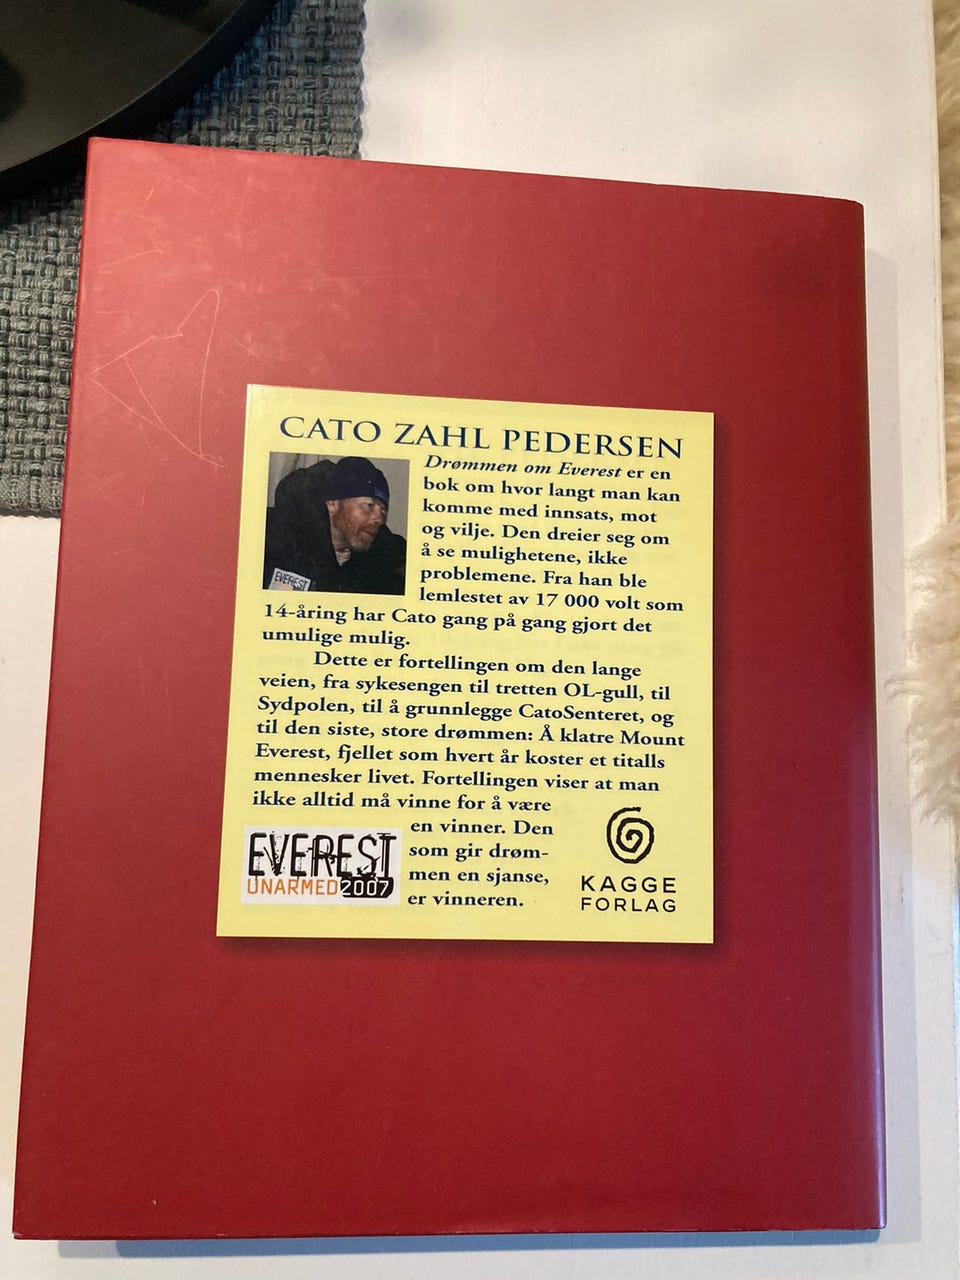 CATO ZAHL PEDERSEN
Drømmen om Everest er en
bok om hvor langt man kan
komme med innsats, mot
og vilje. Den dreier seg om
å se mulighetene, ikke
problemene. Fra han ble
lemlestet av 17 000 volt som
14-åring har Cato gang på gang gjort det
umulige mulig.
Dette er fortellingen om den lange
veien, fra sykesengen til tretten OL-gull, til
Sydpolen, til å grunnlegge CatoSenteret, og
til den siste, store drømmen: Å klatre Mount
Everest, fjellet som hvert år koster et titalls
mennesker livet. Fortellingen viser at man
ikke alltid må vinne for å være
en vinner. Den
som gir drøm-
men en sjanse,
er vinneren.
EVEREST
EVEREST
UNARMED 2007
KAGGE
FORLAG